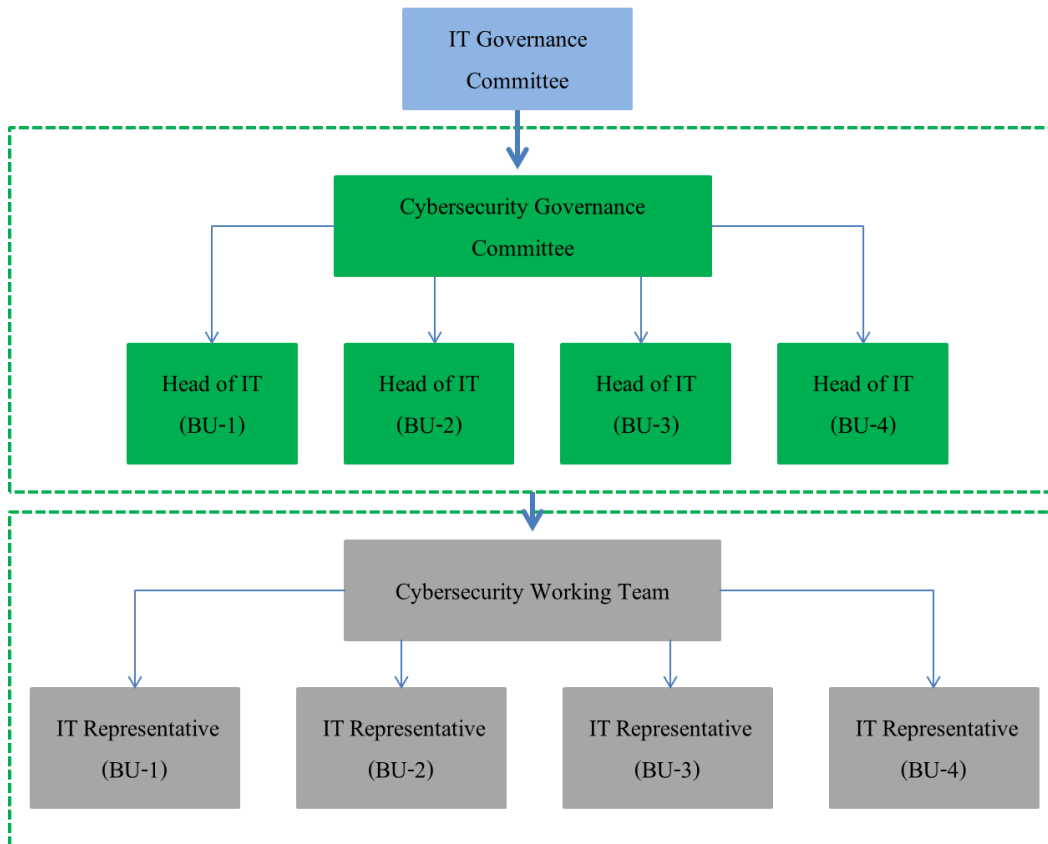 IT Governance
Committee
Cybersecurity Governance
Committee
Head of IT
(BU-1)
Head of IT
(BU-2)
Head of IT
(BU-3)
Head of IT
(BU-4)
Cybersecurity Working Team
IT Representative
(BU-1)
IT Representative
(BU-2)
IT Representative
(BU-3)
IT Representative
(BU-4)